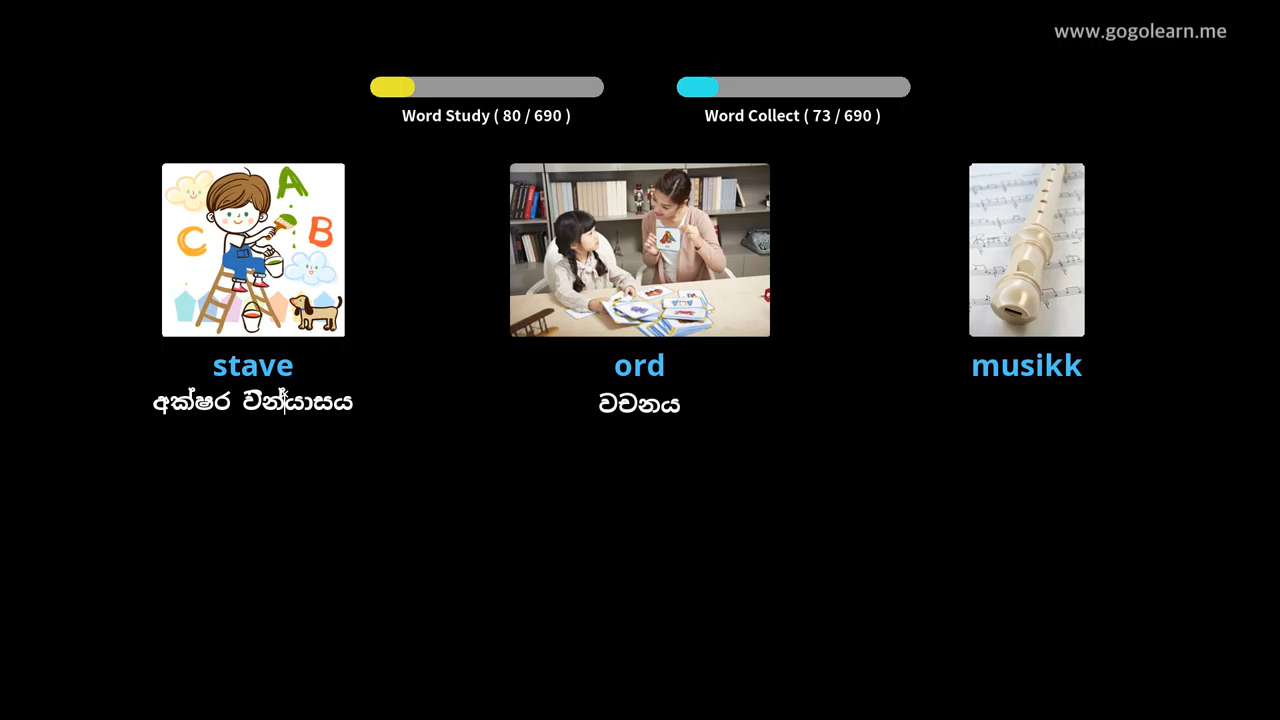 www.gogolearn.me
Word Study ( 80 / 690 )
Word Collect ( 73 / 690 )
A
B
C
stave
ord
musikk
අක්ෂර වින්‍යාසය
වචනය